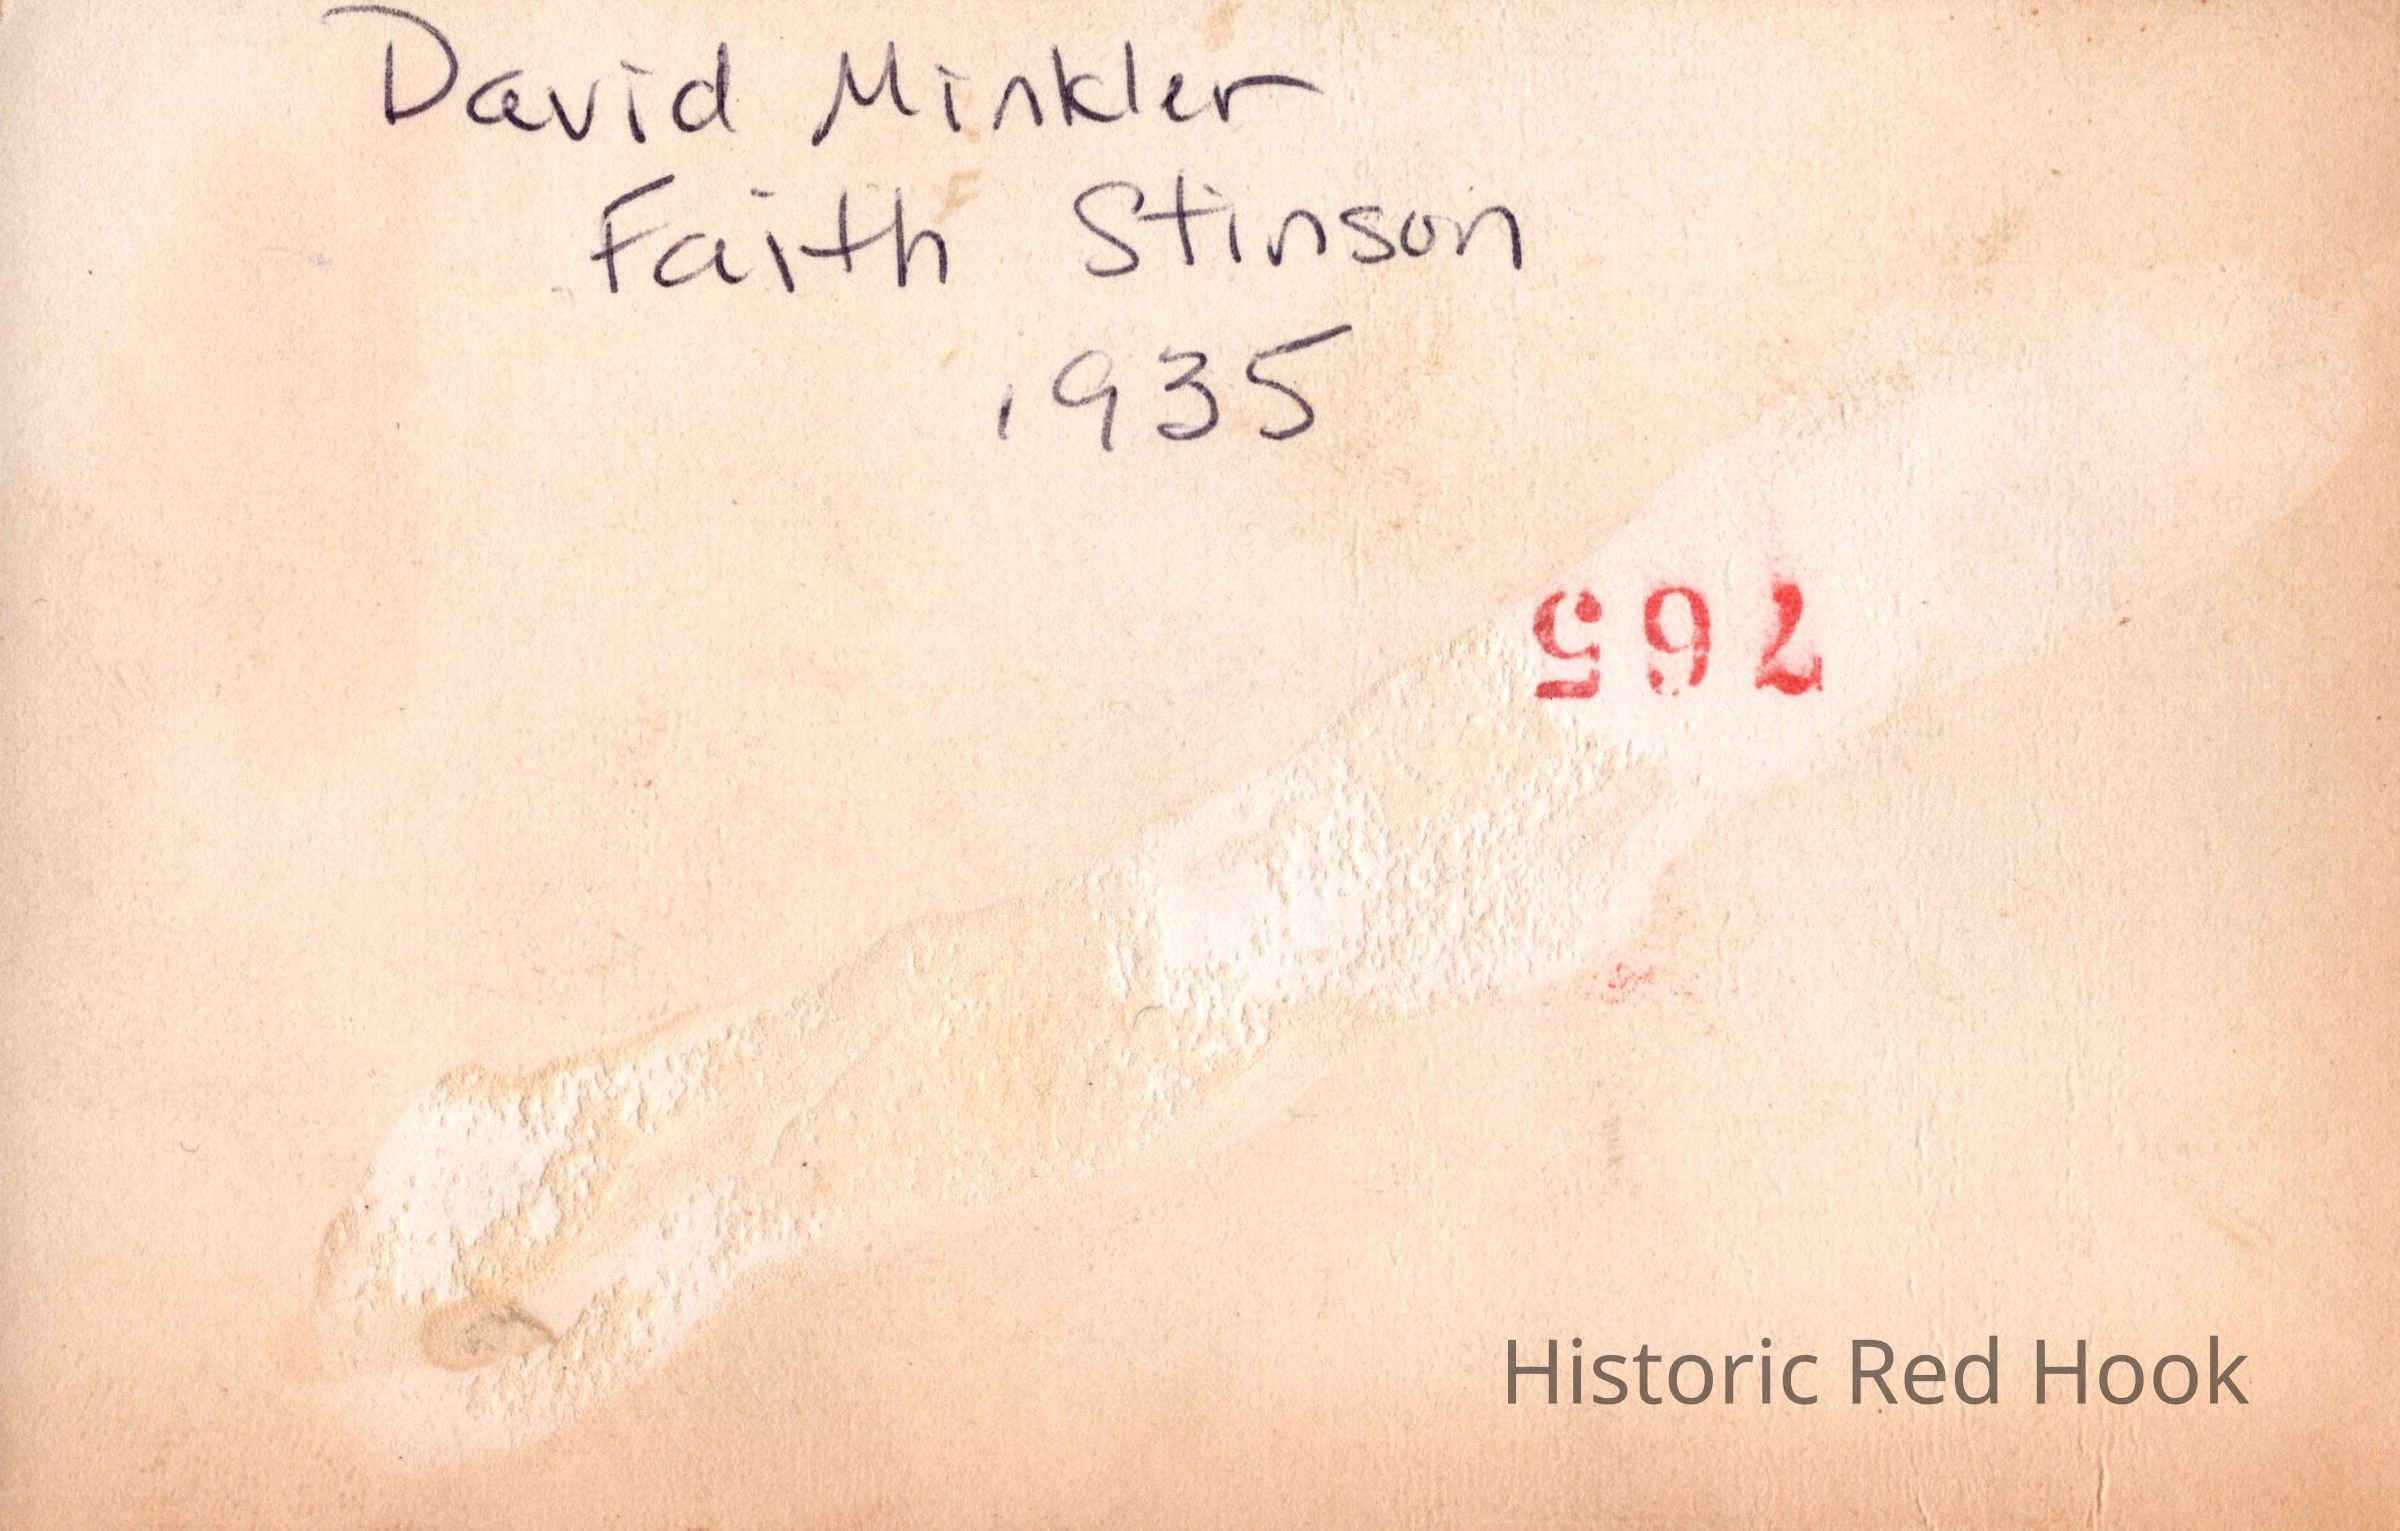 David Minkler
Faith Stinson
1935
765
Historic Red Hook